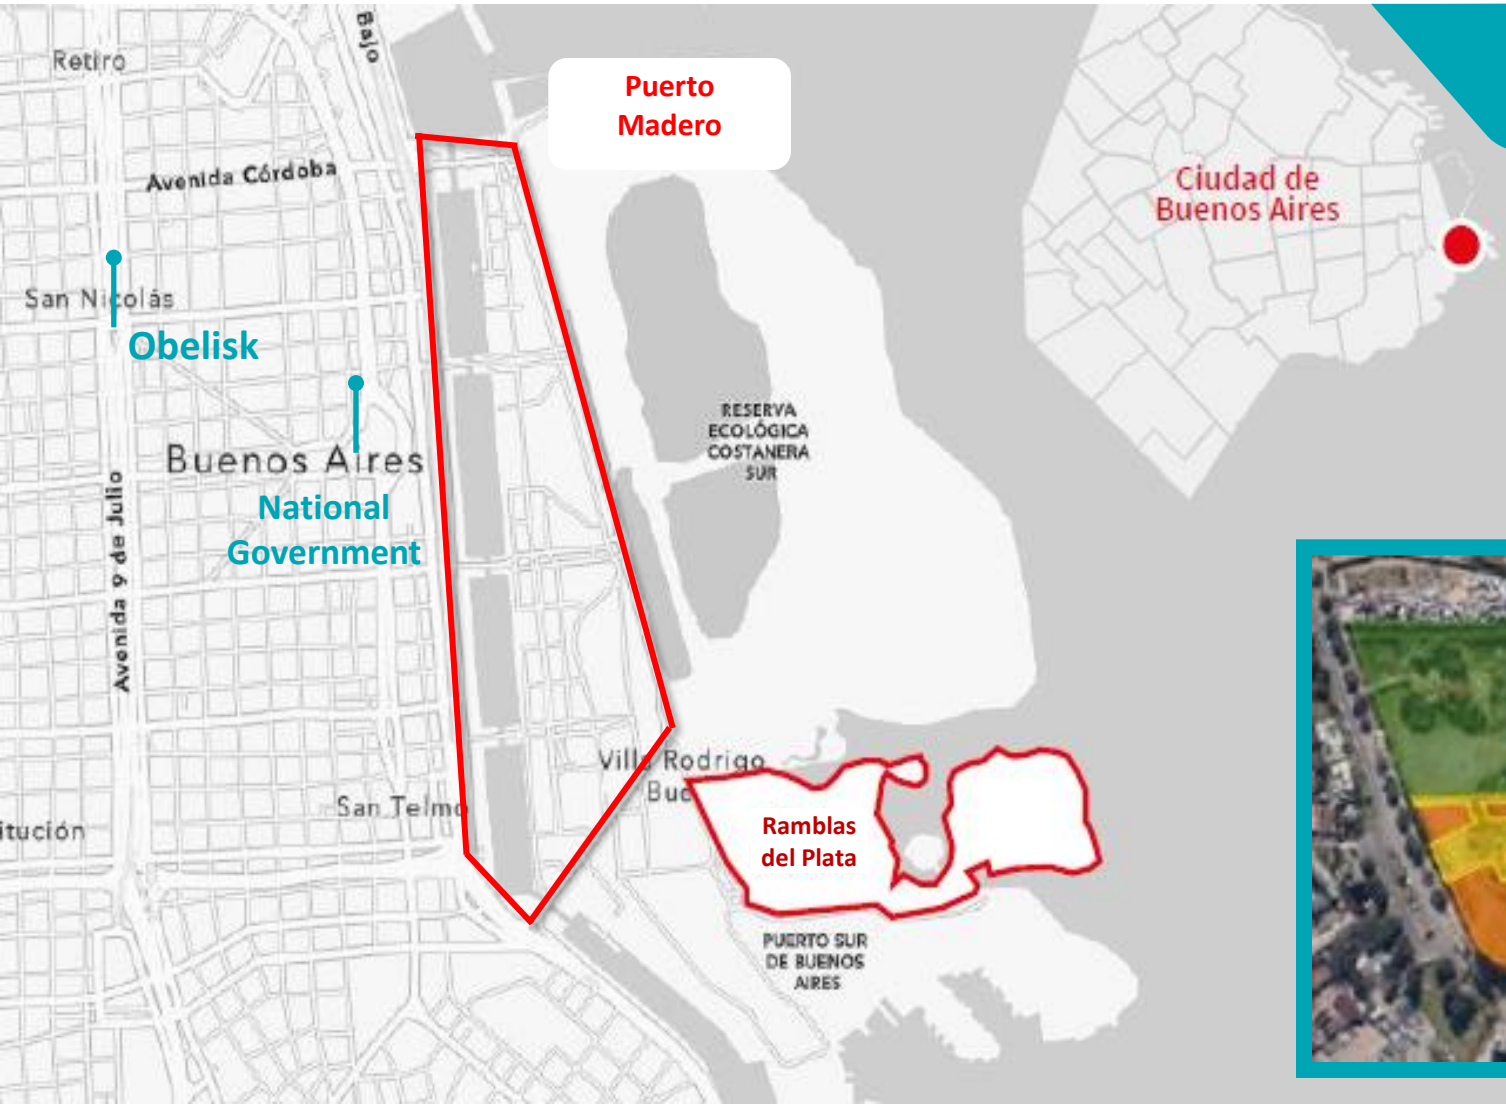 Bajo
Retiro
Puerto
Madero
Avenida Córdoba
Ciudad de
Buenos Aires
San Nicolás
Obelisk
RESERVA
ECOLÓGICA
COSTANERA
SUR
Buenos Aires
National
Government
Avenida 9 de Julio
Villa Rodrigo
Bue
San Telmo
itución
Ramblas
del Plata
PUERTO SUR
DE BUENOS
AIRES